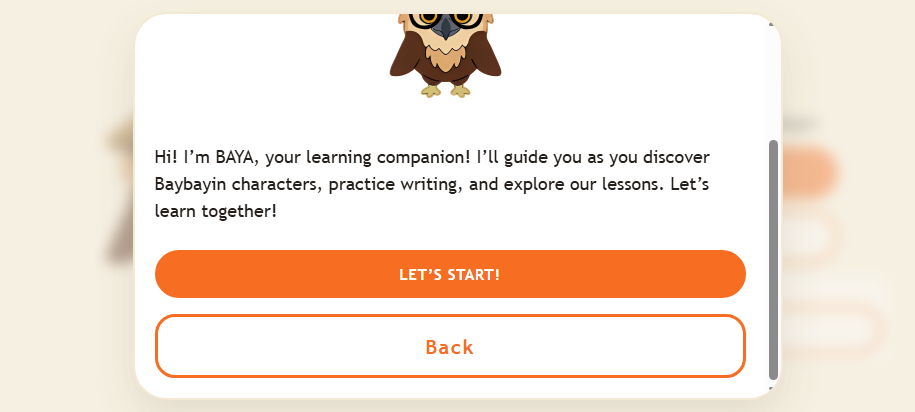 Hi! I’m BAYA, your learning companion! I’ll guide you as you discover
Baybayin characters, practice writing, and explore our lessons. Let’s
learn together!
LET’S START!
Back